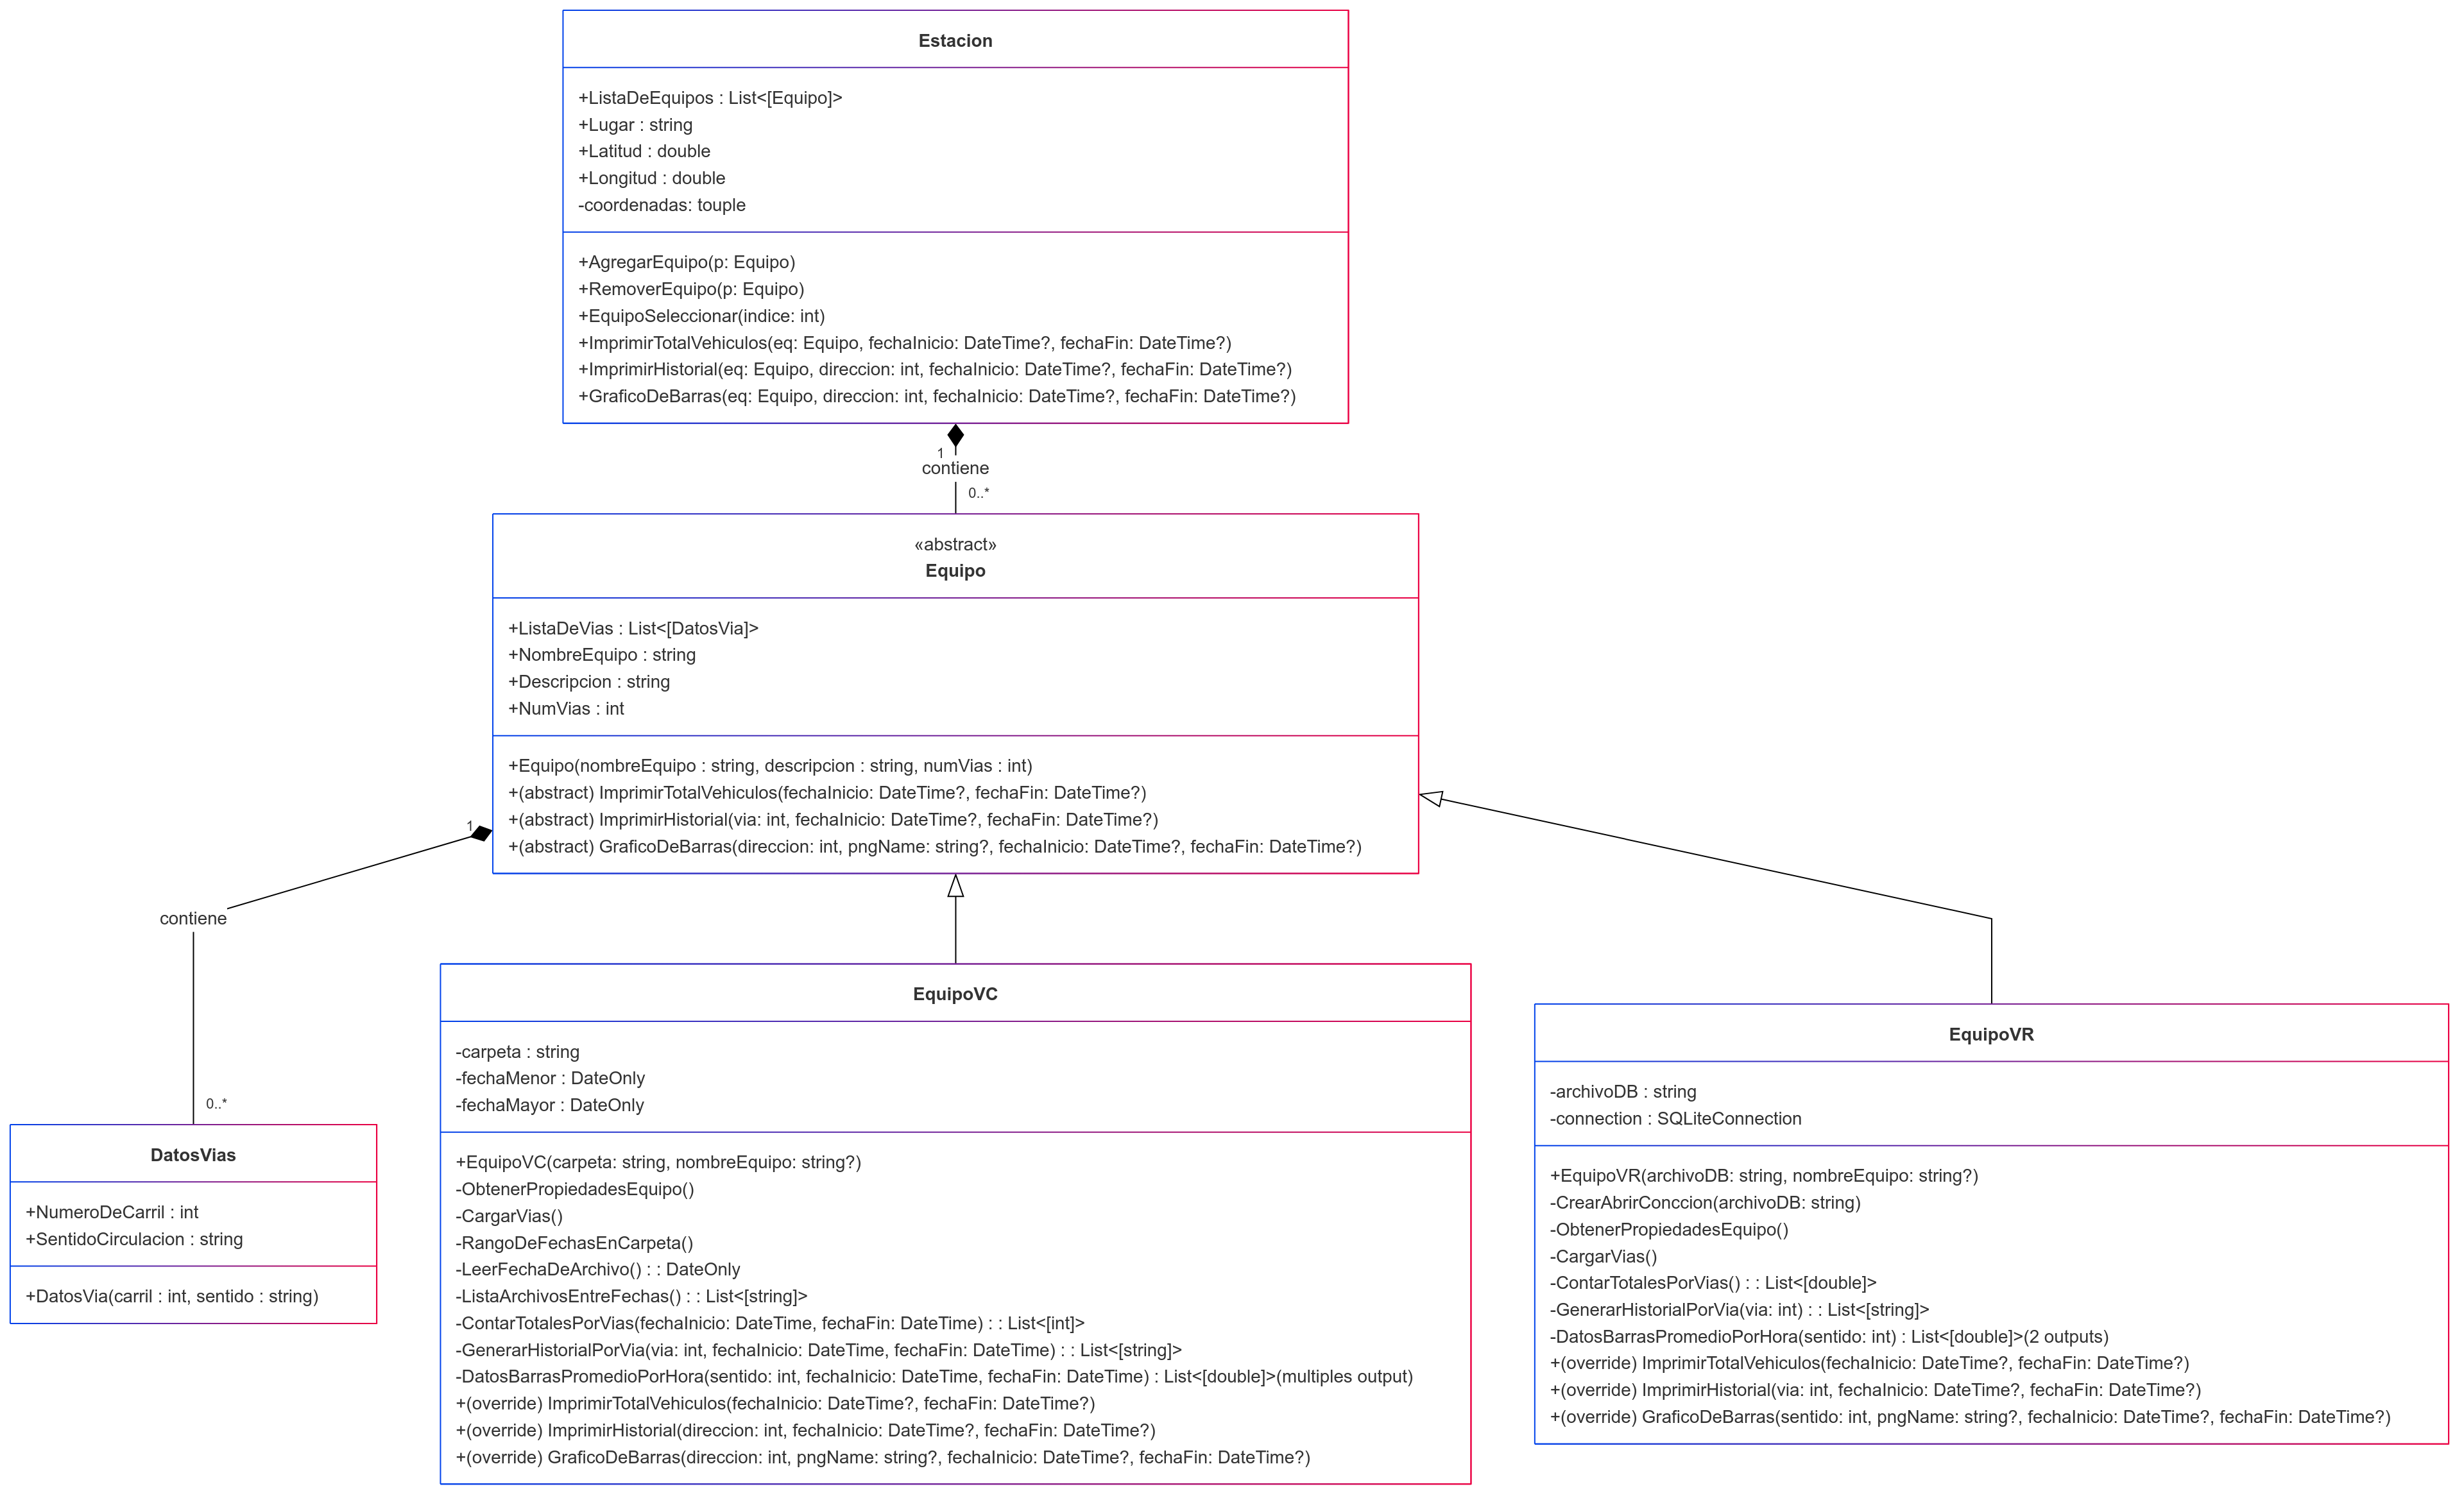 Estacion
+ListaDeEquipos : List<[Equipo]>
+Lugar : string
+Latitud : double
+Longitud : double
-coordenadas: touple
+AgregarEquipo(p: Equipo)
+RemoverEquipo(p: Equipo)
+EquipoSeleccionar(indice: int)
+ImprimirTotalVehiculos(eq: Equipo, fechaInicio: DateTime?, fechaFin: DateTime?)
+ImprimirHistorial(eq: Equipo, direccion: int, fechaInicio: DateTime?, fechaFin: DateTime?)
+GraficoDeBarras(eq: Equipo, direccion: int, fechaInicio: DateTime?, fechaFin: DateTime?)
1
contiene
0..*
«abstract»
Equipo
+ListaDeVias : List<[DatosVia]>
+NombreEquipo : string
+Descripcion : string
+NumVias : int
+Equipo(nombreEquipo : string, descripcion : string, numVias : int)
+(abstract) ImprimirTotalVehiculos(fechaInicio: DateTime?, fechaFin: DateTime?)
+(abstract) ImprimirHistorial(via: int, fechaInicio: DateTime?, fechaFin: DateTime?)
+(abstract) GraficoDeBarras(direccion: int, pngName: string?, fechaInicio: DateTime?, fechaFin: DateTime?)
1
contiene
0..*
DatosVias
+NumeroDeCarril : int
+SentidoCirculacion : string
+DatosVia(carril : int, sentido : string)
EquipoVC
-carpeta : string
-fechaMenor : DateOnly
-fechaMayor : DateOnly
+EquipoVC(carpeta: string, nombreEquipo: string?)
-ObtenerPropiedadesEquipo()
-CargarVias()
-RangoDeFechasEnCarpeta()
-LeerFechaDeArchivo() : : DateOnly
-ListaArchivosEntreFechas() : : List<[string]>
-ContarTotalesPorVias(fechaInicio: DateTime, fechaFin: DateTime) : : List<[int]>
-GenerarHistorialPorVia(via: int, fechaInicio: DateTime, fechaFin: DateTime) : : List<[string]>
-DatosBarrasPromedioPorHora(sentido: int, fechaInicio: DateTime, fechaFin: DateTime) : List<[double]>(multiples output)
+(override) ImprimirTotalVehiculos(fechaInicio: DateTime?, fechaFin: DateTime?)
+(override) ImprimirHistorial(direccion: int, fechaInicio: DateTime?, fechaFin: DateTime?)
+(override) GraficoDeBarras(direccion: int, pngName: string?, fechaInicio: DateTime?, fechaFin: DateTime?)
EquipoVR
-archivoDB : string
-connection : SQLiteConnection
+EquipoVR(archivoDB: string, nombreEquipo: string?)
-CrearAbrirConccion(archivoDB: string)
-ObtenerPropiedadesEquipo()
-CargarVias()
-ContarTotalesPorVias() : : List<[double]>
-GenerarHistorialPorVia(via: int) : : List<[string]>
-DatosBarrasPromedioPorHora(sentido: int) : List<[double]>(2 outputs)
+(override) ImprimirTotalVehiculos(fechaInicio: DateTime?, fechaFin: DateTime?)
+(override) ImprimirHistorial(via: int, fechaInicio: DateTime?, fechaFin: DateTime?)
+(override) GraficoDeBarras(sentido: int, pngName: string?, fechaInicio: DateTime?, fechaFin: DateTime?)